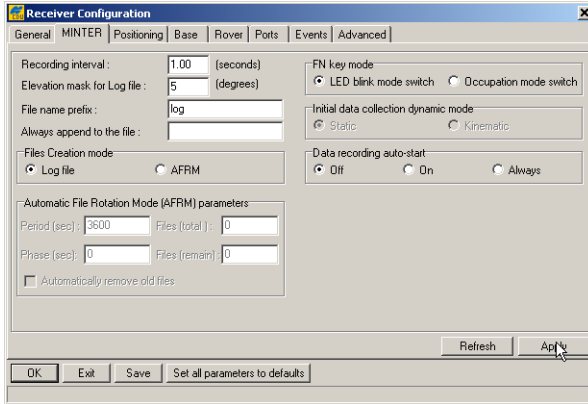 Receiver Configuration
General MINTER Positioning Base Rover Ports Events Advanced
Recording interval : 1.00 (seconds)
Elevation mask for Log file : 5 (degrees)
File name prefix : log
Always append to the file :
Files Creation mode
Log file AFRM
Automatic File Rotation Mode (AFRM) parameters
Period (sec) : 3600 Files (total ) : 0
Phase (sec): 0 Files (remain) : 0
Automatically remove old files
FN key mode
LED blink mode switch Occupation mode switch
Initial data collection dynamic mode
Static Kinematic
Data recording auto-start
Off On Always
Refresh Apply
OK Exit Save Set all parameters to defaults